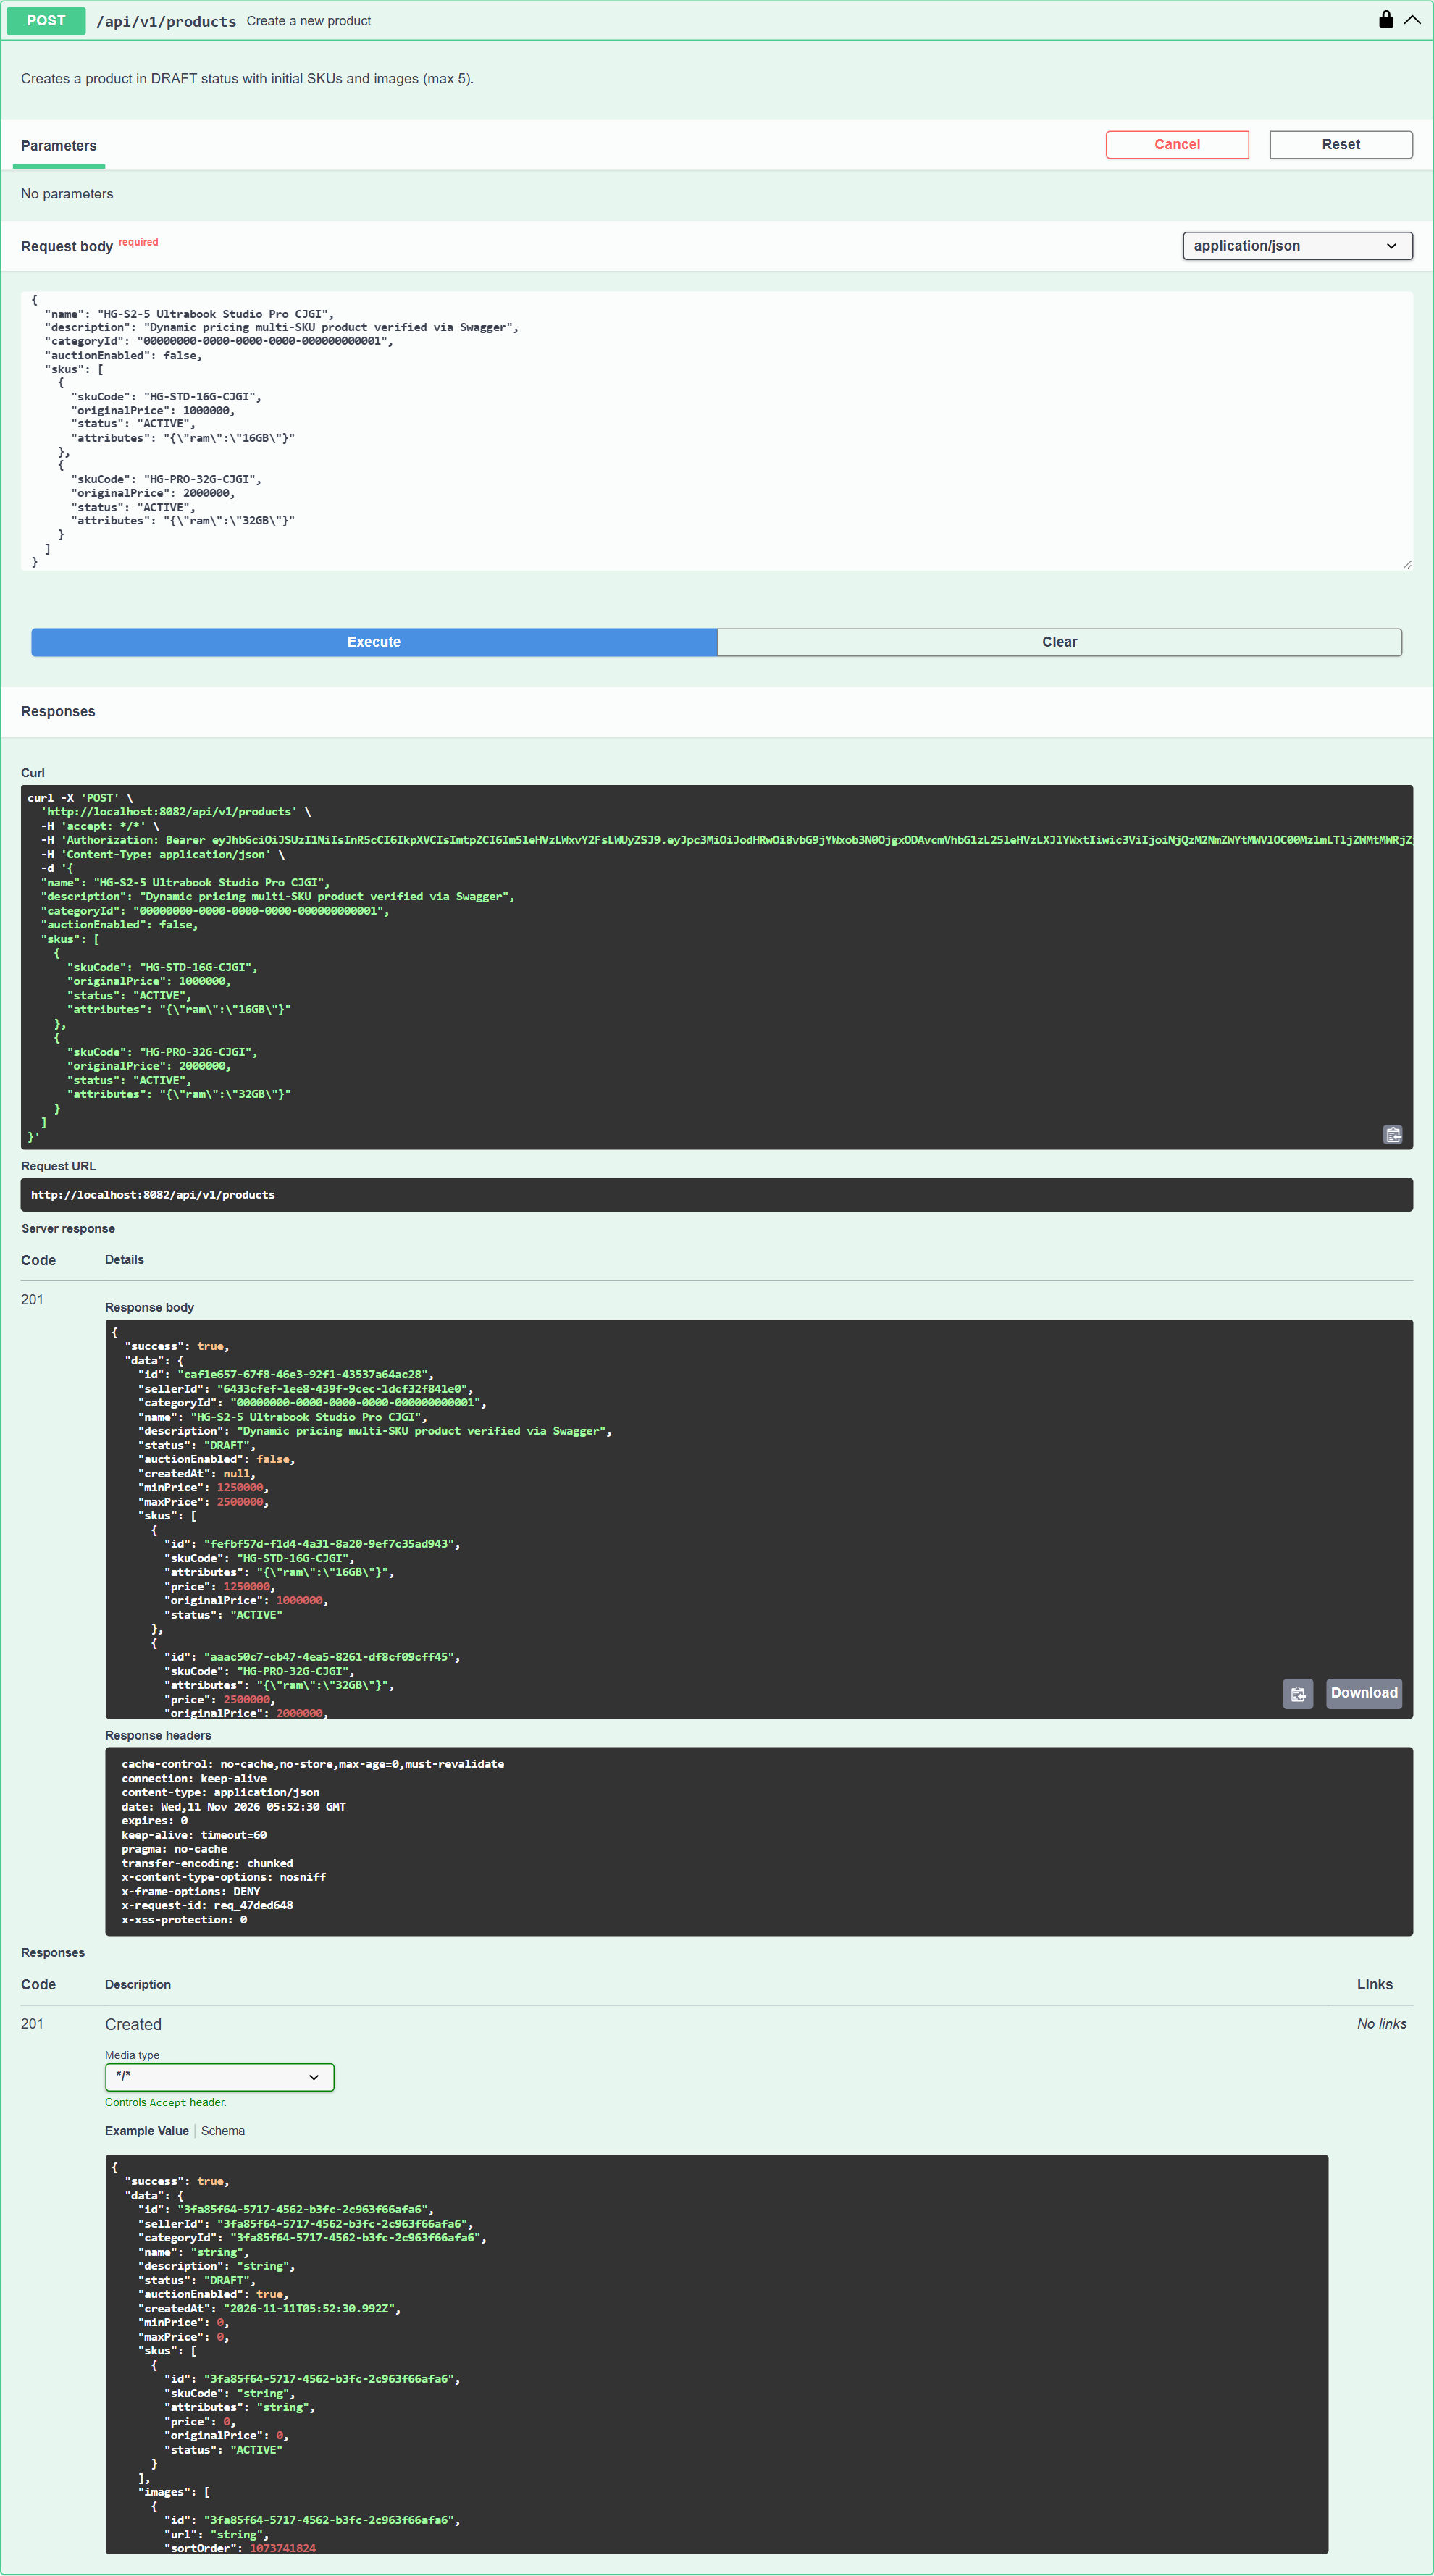 POST /api/v1/products Create a new product
Creates a product in DRAFT status with initial SKUs and images (max 5).
Parameters
Cancel
Reset
No parameters
Request body required
application/json
{
  "name": "HG-S2-5 Ultrabook Studio Pro CJGI",
  "description": "Dynamic pricing multi-SKU product verified via Swagger",
  "categoryId": "00000000-0000-0000-0000-000000000001",
  "auctionEnabled": false,
  "skus": [
    {
      "skuCode": "HG-STD-16G-CJGI",
      "originalPrice": 1000000,
      "status": "ACTIVE",
      "attributes": "{\"ram\":\"16GB\"}"
    },
    {
      "skuCode": "HG-PRO-32G-CJGI",
      "originalPrice": 2000000,
      "status": "ACTIVE",
      "attributes": "{\"ram\":\"32GB\"}"
    }
  ]
}
Execute
Clear
Responses
Curl
curl -X 'POST' \
  'http://localhost:8082/api/v1/products' \
  -H 'accept: */*' \
  -H 'Authorization: Bearer
  -H 'Content-Type: application/json' \
  -d '{
  "name": "HG-S2-5 Ultrabook Studio Pro CJGI",
  "description": "Dynamic pricing multi-SKU product verified via Swagger",
  "categoryId": "00000000-0000-0000-0000-000000000001",
  "auctionEnabled": false,
  "skus": [
    {
      "skuCode": "HG-STD-16G-CJGI",
      "originalPrice": 1000000,
      "status": "ACTIVE",
      "attributes": "{\"ram\":\"16GB\"}"
    },
    {
      "skuCode": "HG-PRO-32G-CJGI",
      "originalPrice": 2000000,
      "status": "ACTIVE",
      "attributes": "{\"ram\":\"32GB\"}"
    }
  ]
}'
Request URL
http://localhost:8082/api/v1/products
Server response
Code Details
201
Response body
{
  "success": true,
  "data": {
    "id": "caf1e657-67f8-46e3-92f1-43537a64ac28",
    "sellerId": "6433cfef-1ee8-439f-9cec-1dcf32f841e0",
    "categoryId": "00000000-0000-0000-0000-000000000001",
    "name": "HG-S2-5 Ultrabook Studio Pro CJGI",
    "description": "Dynamic pricing multi-SKU product verified via Swagger",
    "status": "DRAFT",
    "auctionEnabled": false,
    "createdAt": null,
    "minPrice": 1250000,
    "maxPrice": 2500000,
    "skus": [
      {
        "id": "fefbf57d-f1d4-4a31-8a20-9ef7c35ad943",
        "skuCode": "HG-STD-16G-CJGI",
        "attributes": "{\"ram\":\"16GB\"}",
        "price": 1250000,
        "originalPrice": 1000000,
        "status": "ACTIVE"
      },
      {
        "id": "aaac50c7-cb47-4ea5-8261-df8cf09cff45",
        "skuCode": "HG-PRO-32G-CJGI",
        "attributes": "{\"ram\":\"32GB\"}",
        "price": 2500000,
        "originalPrice": 2000000,
Download
Response headers
cache-control: no-cache,no-store,max-age=0,must-revalidate
connection: keep-alive
content-type: application/json
date: Wed,11 Nov 2026 05:52:30 GMT
expires: 0
keep-alive: timeout=60
pragma: no-cache
transfer-encoding: chunked
x-content-type-options: nosniff
x-frame-options: DENY
x-request-id: req_47ded648
x-xss-protection: 0
Responses
Code Description Links
201 Created No links
Media type
*/*
Controls Accept header.
Example Value Schema
{
  "success": true,
  "data": {
    "id": "3fa85f64-5717-4562-b3fc-2c963f66afa6",
    "sellerId": "3fa85f64-5717-4562-b3fc-2c963f66afa6",
    "categoryId": "3fa85f64-5717-4562-b3fc-2c963f66afa6",
    "name": "string",
    "description": "string",
    "status": "DRAFT",
    "auctionEnabled": true,
    "createdAt": "2026-11-11T05:52:30.992Z",
    "minPrice": 0,
    "maxPrice": 0,
    "skus": [
      {
        "id": "3fa85f64-5717-4562-b3fc-2c963f66afa6",
        "skuCode": "string",
        "attributes": "string",
        "price": 0,
        "originalPrice": 0,
        "status": "ACTIVE"
      }
    ],
    "images": [
      {
        "id": "3fa85f64-5717-4562-b3fc-2c963f66afa6",
        "url": "string",
        "sortOrder": 1073741824